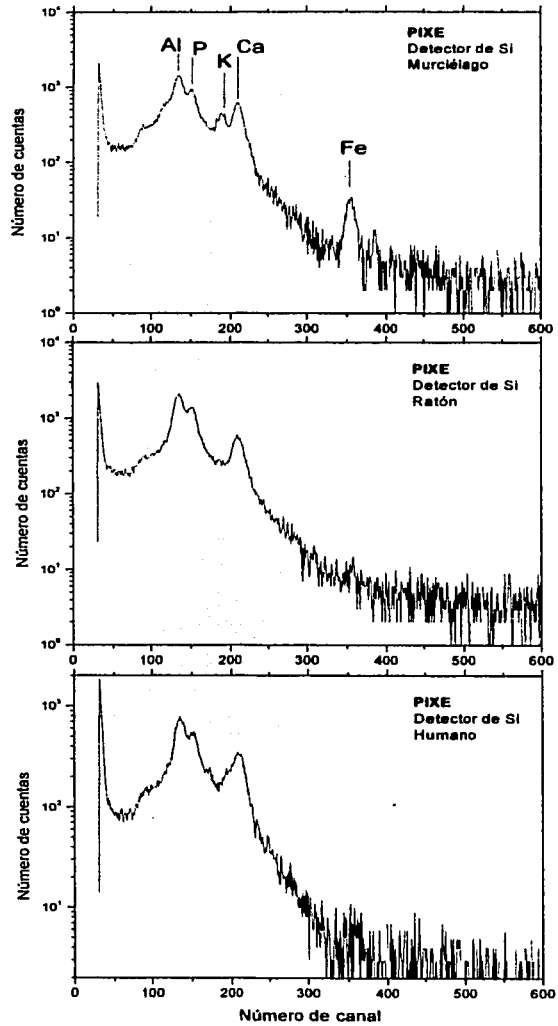 PIXE
Detector de Si
Murciélago
Al
P
K
Ca
Fe
Número de cuentas
10⁴
10³
10²
10¹
10⁰
0 100 200 300 400 500 600
PIXE
Detector de Si
Ratón
Número de cuentas
10⁴
10³
10²
10¹
10⁰
0 100 200 300 400 500 600
PIXE
Detector de Si
Humano
Número de cuentas
10³
10²
10¹
0 100 200 300 400 500 600
Número de canal